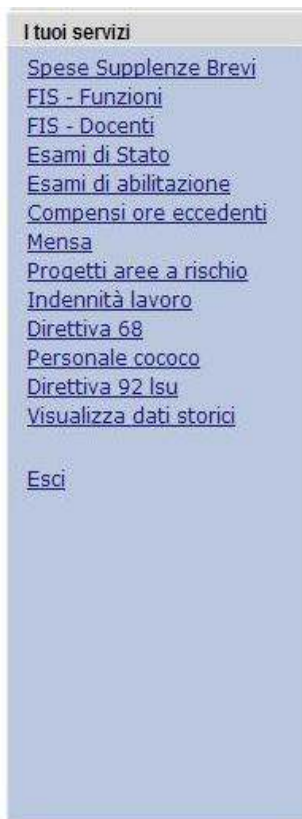 I tuoi servizi
Spese Supplenze Brevi
FIS - Funzioni
FIS - Docenti
Esami di Stato
Esami di abilitazione
Compensi ore eccedenti
Mensa
Progetti aree a rischio
Indennità lavoro
Direttiva 68
Personale cococo
Direttiva 92 lsu
Visualizza dati storici
Esci